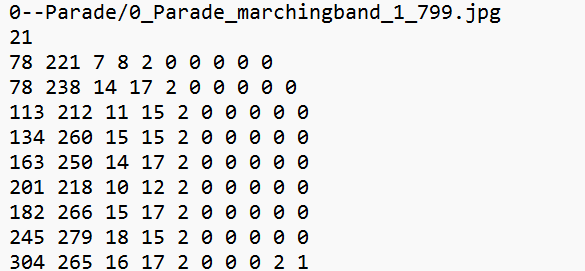 0--Parade/0_Parade_marchingband_1_799.jpg
21
78 221 7 8 2 0 0 0 0 0
78 238 14 17 2 0 0 0 0 0
113 212 11 15 2 0 0 0 0 0
134 260 15 15 2 0 0 0 0 0
163 250 14 17 2 0 0 0 0 0
201 218 10 12 2 0 0 0 0 0
182 266 15 17 2 0 0 0 0 0
245 279 18 15 2 0 0 0 0 0
304 265 16 17 2 0 0 0 2 1